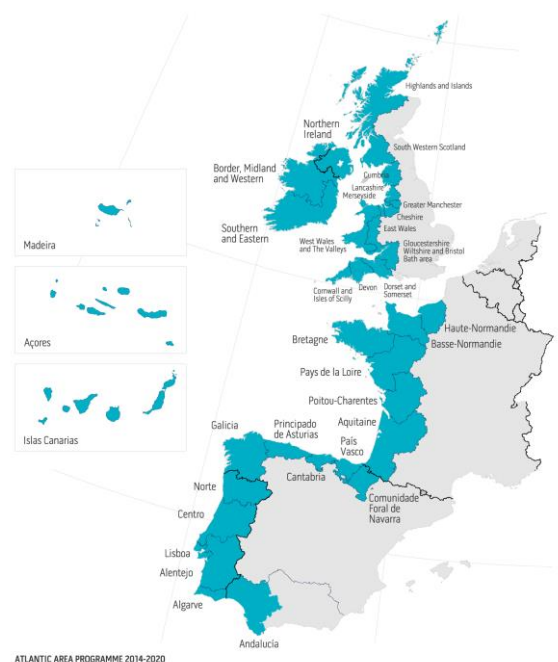 Highlands and Islands
Northern
Ireland
South Western Scotland
Border, Midland
and Western
Cumbria
Lancashire
Merseyside
Greater Manchester
Cheshire
East Wales
Southern
and Eastern
West Wales
and The Valleys
Gloucestershire
Wiltshire and Bristol
Bath area
Cornwall and
Isles of Scilly
Devon
Dorset and
Somerset
Madeira
Açores
Islas Canarias
Haute-Normandie
Basse-Normandie
Bretagne
Pays de la Loire
Poitou-Charentes
Aquitaine
Galicia
Principado
de Asturias
País
Vasco
Cantabria
Comunidade
Foral de
Navarra
Norte
Centro
Lisboa
Alentejo
Algarve
Andalucía
ATLANTIC AREA PROGRAMME 2014-2020